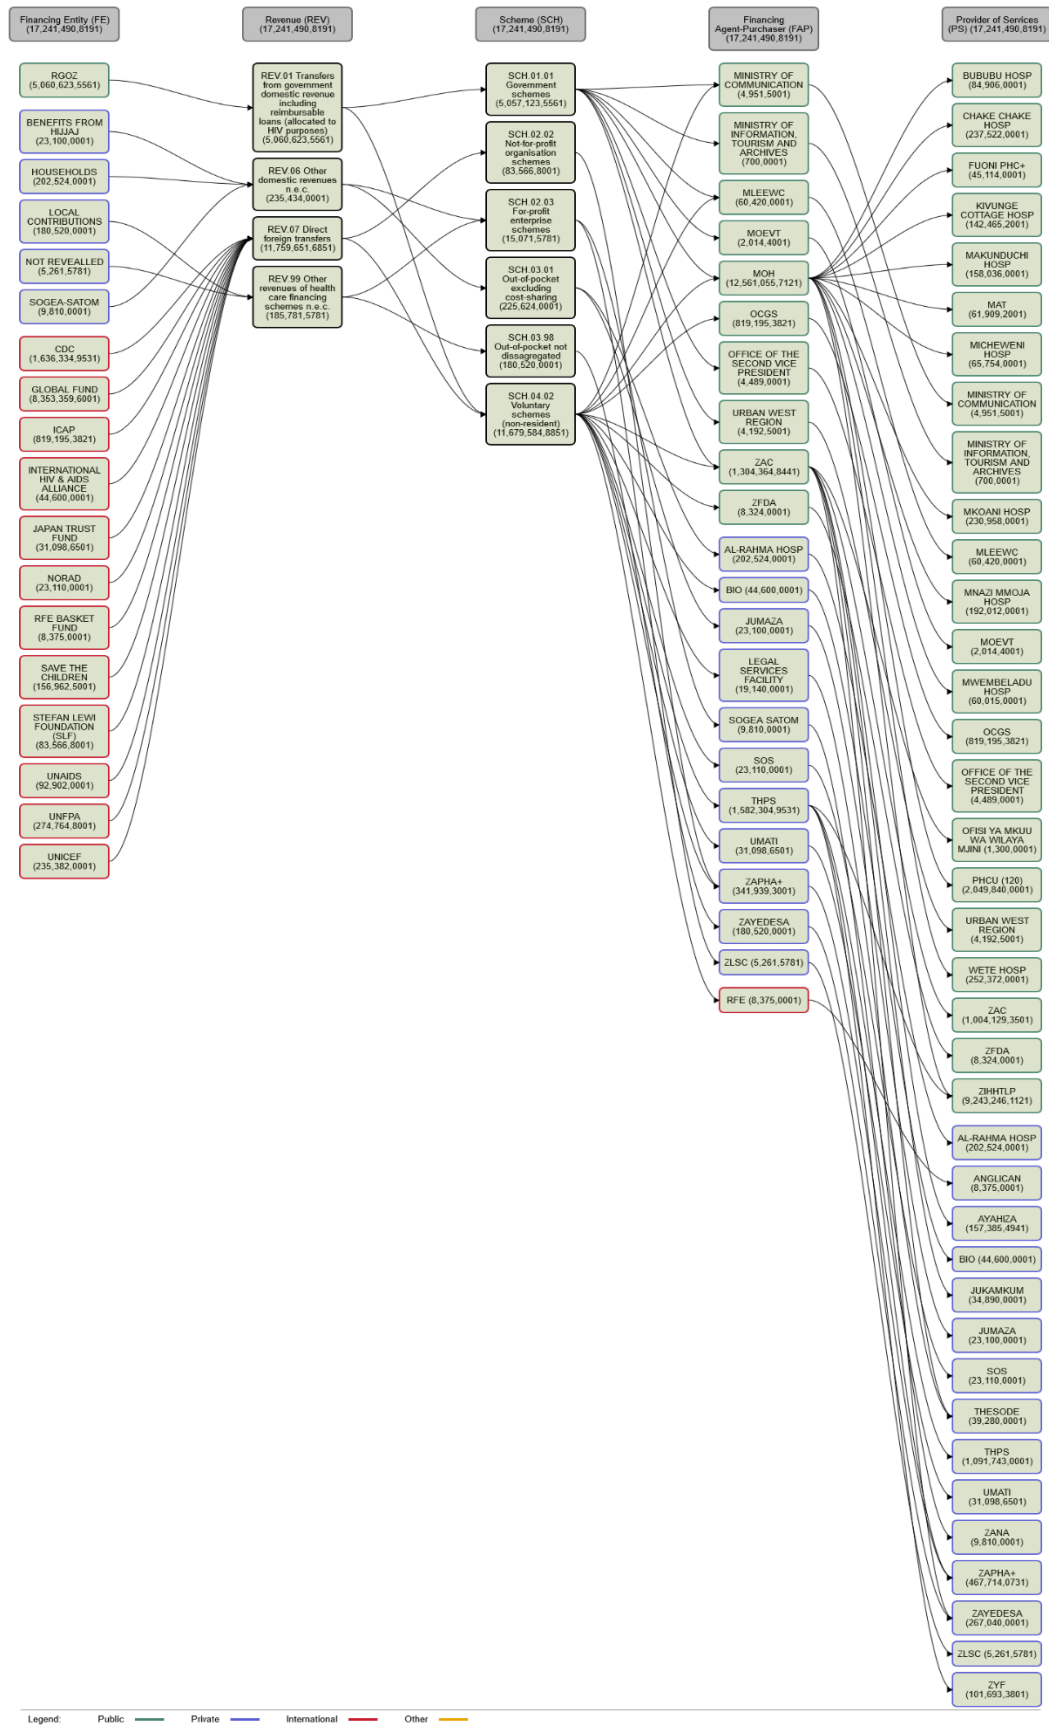 Financing Entity (FE)
(17,241,490,8191)
Revenue (REV)
(17,241,490,8191)
Scheme (SCH)
(17,241,490,8191)
Financing
Agent-Purchaser (FAP)
(17,241,490,8191)
Provider of Services
(PS) (17,241,490,8191)
RGOZ
(5,060,623,5561)
BENEFITS FROM
HIJJAJ
(23,100,0001)
HOUSEHOLDS
(202,524,0001)
LOCAL
CONTRIBUTIONS
(180,520,0001)
NOT REVEALLED
(5,261,5781)
SOGEA-SATOM
(9,810,0001)
CDC
(1,636,334,9531)
GLOBAL FUND
(8,353,359,6001)
ICAP
(819,195,3821)
INTERNATIONAL
HIV & AIDS
ALLIANCE
(44,600,0001)
JAPAN TRUST
FUND
(31,098,6501)
NORAD
(23,110,0001)
RFE BASKET
FUND
(8,375,0001)
SAVE THE
CHILDREN
(156,962,5001)
STEFAN LEWI
FOUNDATION
(SLF)
(83,566,8001)
UNAIDS
(92,902,0001)
UNFPA
(274,764,8001)
UNICEF
(235,382,0001)
REV.01 Transfers
from government
domestic revenue
including
reimbursable
loans (allocated to
HIV purposes)
(5,060,623,5561)
REV.06 Other
domestic revenues
n.e.c.
(235,434,0001)
REV.07 Direct
foreign transfers
(11,759,651,6851)
REV.99 Other
revenues of health
care financing
schemes n.e.c.
(185,781,5781)
SCH.01.01
Government
schemes
(5,057,123,5561)
SCH.02.02
Not-for-profit
organisation
schemes
(83,566,8001)
SCH.02.03
For-profit
enterprise
schemes
(15,071,5781)
SCH.03.01
Out-of-pocket
excluding
cost-sharing
(225,624,0001)
SCH.03.98
Out-of-pocket not
dissagregated
(180,520,0001)
SCH.04.02
Voluntary
schemes
(non-resident)
(11,679,584,8851)
MINISTRY OF
COMMUNICATION
(4,951,5001)
MINISTRY OF
INFORMATION,
TOURISM AND
ARCHIVES
(700,0001)
MLEEWC
(60,420,0001)
MOEVT
(2,014,4001)
MOH
(12,561,055,7121)
OCGS
(819,195,3821)
OFFICE OF THE
SECOND VICE
PRESIDENT
(4,489,0001)
URBAN WEST
REGION
(4,192,5001)
ZAC
(1,304,364,8441)
ZFDA
(8,324,0001)
AL-RAHMA HOSP
(202,524,0001)
BIO (44,600,0001)
JUMAZA
(23,100,0001)
LEGAL
SERVICES
FACILITY
(19,140,0001)
SOGEA SATOM
(9,810,0001)
SOS
(23,110,0001)
THPS
(1,582,304,9531)
UMATI
(31,098,6501)
ZAPHA+
(341,939,3001)
ZAYEDESA
(180,520,0001)
ZLSC (5,261,5781)
RFE (8,375,0001)
BUBUBU HOSP
(84,906,0001)
CHAKE CHAKE
HOSP
(237,522,0001)
FUONI PHC+
(45,114,0001)
KIVUNGE
COTTAGE HOSP
(142,465,2001)
MAKUNDUCHI
HOSP
(158,036,0001)
MAT
(61,909,2001)
MICHEWENI
HOSP
(65,754,0001)
MINISTRY OF
COMMUNICATION
(4,951,5001)
MINISTRY OF
INFORMATION,
TOURISM AND
ARCHIVES
(700,0001)
MKOANI HOSP
(230,958,0001)
MLEEWC
(60,420,0001)
MNAZI MMOJA
HOSP
(192,012,0001)
MOEVT
(2,014,4001)
MWEMBELADU
HOSP
(60,015,0001)
OCGS
(819,195,3821)
OFFICE OF THE
SECOND VICE
PRESIDENT
(4,489,0001)
OFISI YA MKUU
WA WILAYA
MJINI (1,300,0001)
PHCU (120)
(2,049,840,0001)
URBAN WEST
REGION
(4,192,5001)
WETE HOSP
(252,372,0001)
ZAC
(1,004,129,3501)
ZFDA
(8,324,0001)
ZIHHTLP
(9,243,246,1121)
AL-RAHMA HOSP
(202,524,0001)
ANGLICAN
(8,375,0001)
AYAHIZA
(157,385,4941)
BIO (44,600,0001)
JUKAMKUM
(34,890,0001)
JUMAZA
(23,100,0001)
SOS
(23,110,0001)
THESODE
(39,280,0001)
THPS
(1,091,743,0001)
UMATI
(31,098,6501)
ZANA
(9,810,0001)
ZAPHA+
(467,714,0731)
ZAYEDESA
(267,040,0001)
ZLSC (5,261,5781)
ZYF
(101,693,3801)
Legend: Public Private International Other